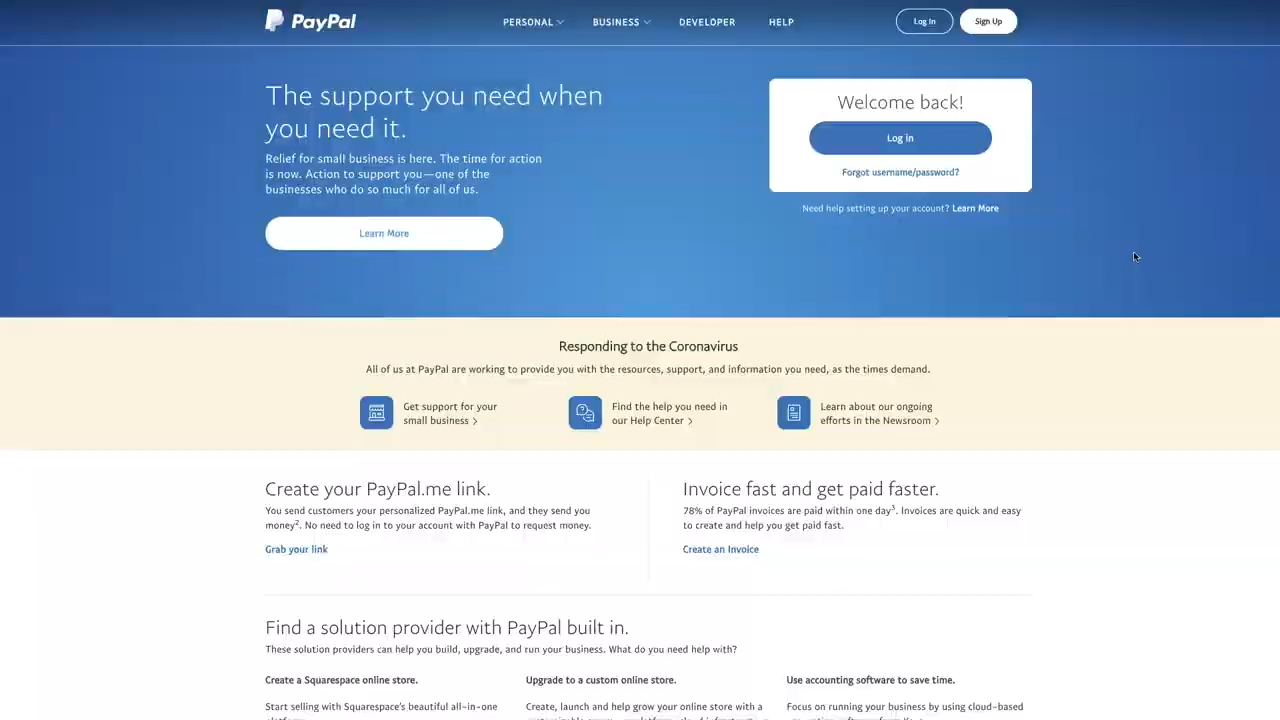 PayPal
PERSONAL
BUSINESS
DEVELOPER
HELP
Log In
Sign Up
The support you need when
you need it.
Relief for small business is here. The time for action
is now. Action to support you—one of the
businesses who do so much for all of us.
Learn More
Welcome back!
Log in
Forgot username/password?
Need help setting up your account? Learn More
Responding to the Coronavirus
All of us at PayPal are working to provide you with the resources, support, and information you need, as the times demand.
Get support for your
small business >
Find the help you need in
our Help Center >
Learn about our ongoing
efforts in the Newsroom >
Create your PayPal.me link.
You send customers your personalized PayPal.me link, and they send you
money². No need to log in to your account with PayPal to request money.
Grab your link
Invoice fast and get paid faster.
78% of PayPal invoices are paid within one day³. Invoices are quick and easy
to create and help you get paid fast.
Create an Invoice
Find a solution provider with PayPal built in.
These solution providers can help you build, upgrade, and run your business. What do you need help with?
Create a Squarespace online store.
Start selling with Squarespace's beautiful all-in-one
Upgrade to a custom online store.
Create, launch and help grow your online store with a
Use accounting software to save time.
Focus on running your business by using cloud-based